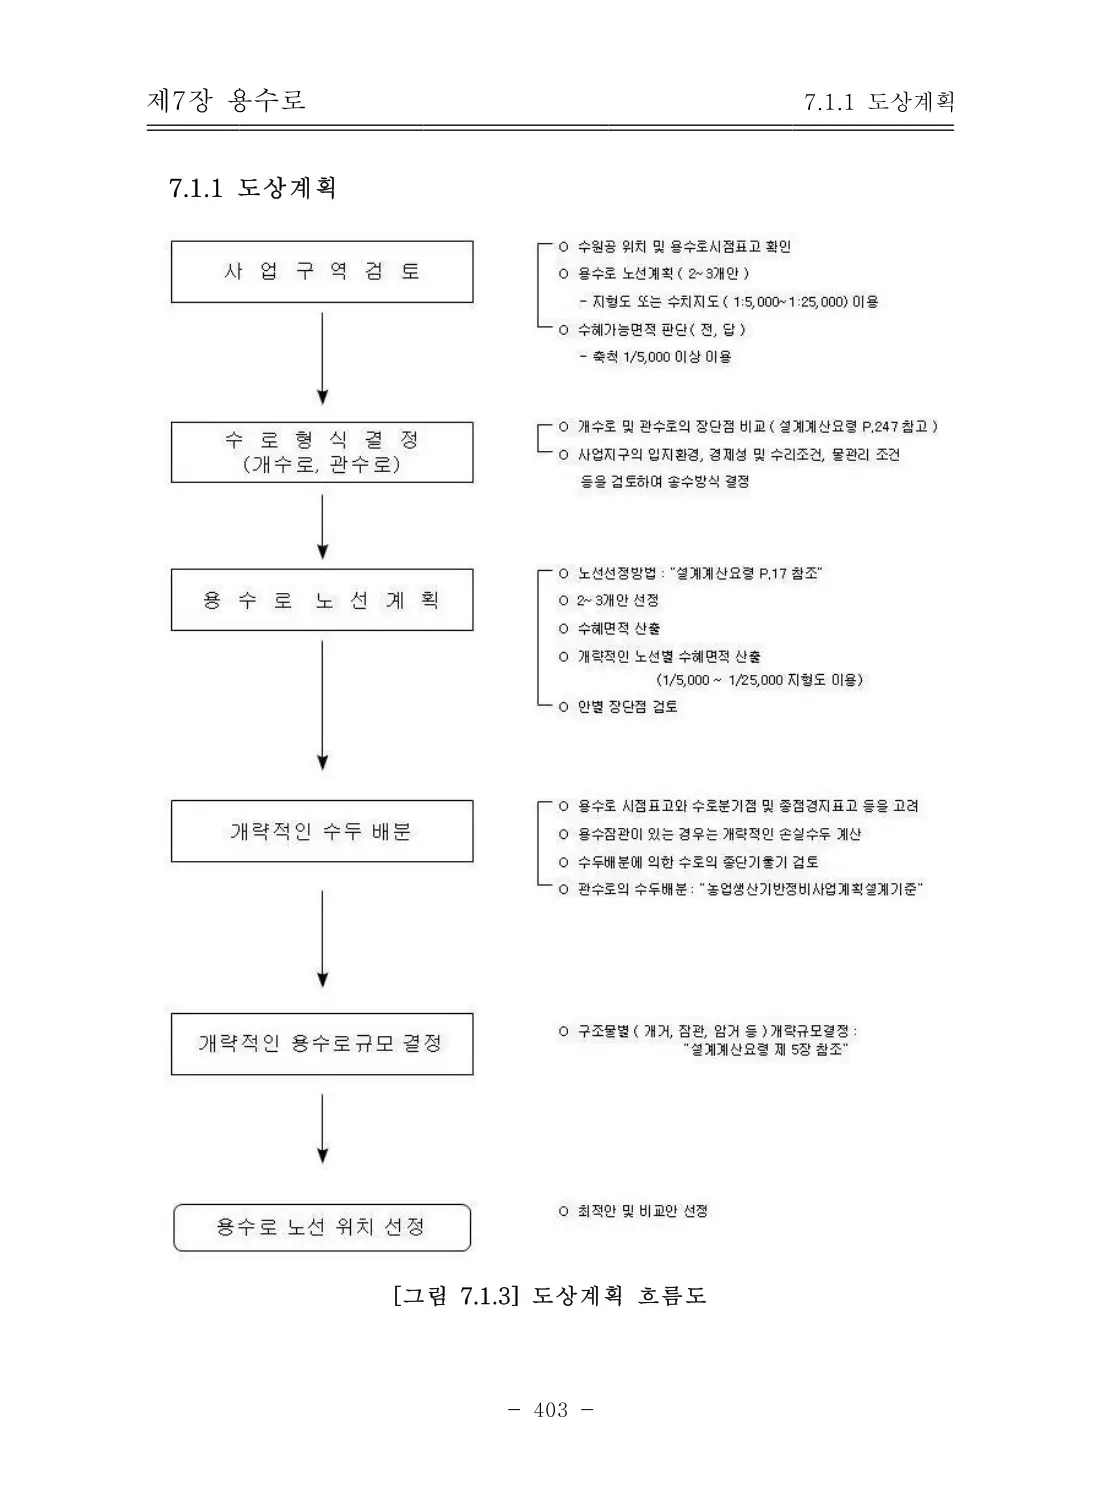 제7장 용수로
7.1.1 도상계획
7.1.1 도상계획
사 업 구 역 검 토
ㅇ 수원공 위치 및 용수로시점표고 확인
ㅇ 용수로 노선계획 ( 2~3개안 )
- 지형도 또는 수치지도 ( 1:5,000~1:25,000) 이용
ㅇ 수혜가능면적 판단 ( 전, 답 )
- 축척 1/5,000 이상 이용
수 로 형 식 결 정
(개수로, 관수로)
ㅇ 개수로 및 관수로의 장단점 비교 ( 설계계산요령 P.247 참고 )
ㅇ 사업지구의 입지환경, 경제성 및 수리조건, 물관리 조건
등을 검토하여 송수방식 결정
용 수 로 노 선 계 획
ㅇ 노선선정방법 : "설계계산요령 P.17 참조"
ㅇ 2~3개안 선정
ㅇ 수혜면적 산출
ㅇ 개략적인 노선별 수혜면적 산출
(1/5,000 ~ 1/25,000 지형도 이용)
ㅇ 안별 장단점 검토
개략적인 수두 배분
ㅇ 용수로 시점표고와 수로분기점 및 종점경지표고 등을 고려
ㅇ 용수잠관이 있는 경우는 개략적인 손실수두 계산
ㅇ 수두배분에 의한 수로의 종단기울기 검토
ㅇ 관수로의 수두배분 : "농업생산기반정비사업계획설계기준"
개략적인 용수로규모 결정
ㅇ 구조물별 ( 개거, 잠관, 암거 등 ) 개략규모결정 :
"설계계산요령 제 5장 참조"
용수로 노선 위치 선정
ㅇ 최적안 및 비교안 선정
[그림 7.1.3] 도상계획 흐름도
- 403 -